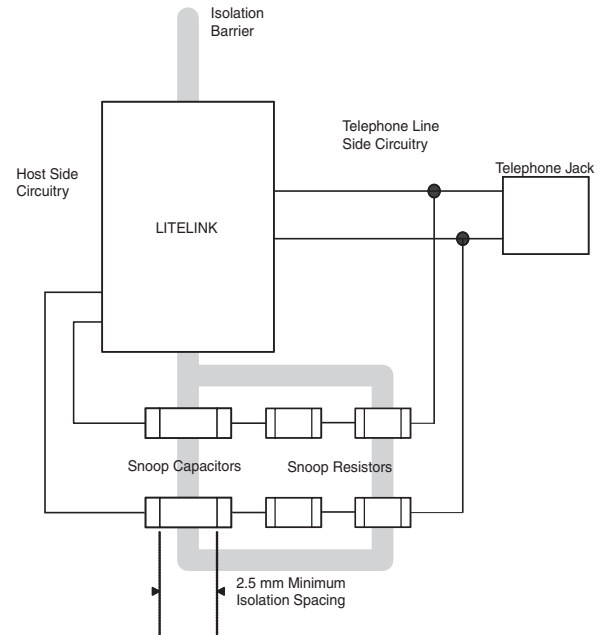 Isolation
Barrier
Telephone Line
Side Circuitry
Host Side
Circuitry
Telephone Jack
LITELINK
Snoop Capacitors
Snoop Resistors
2.5 mm Minimum
Isolation Spacing